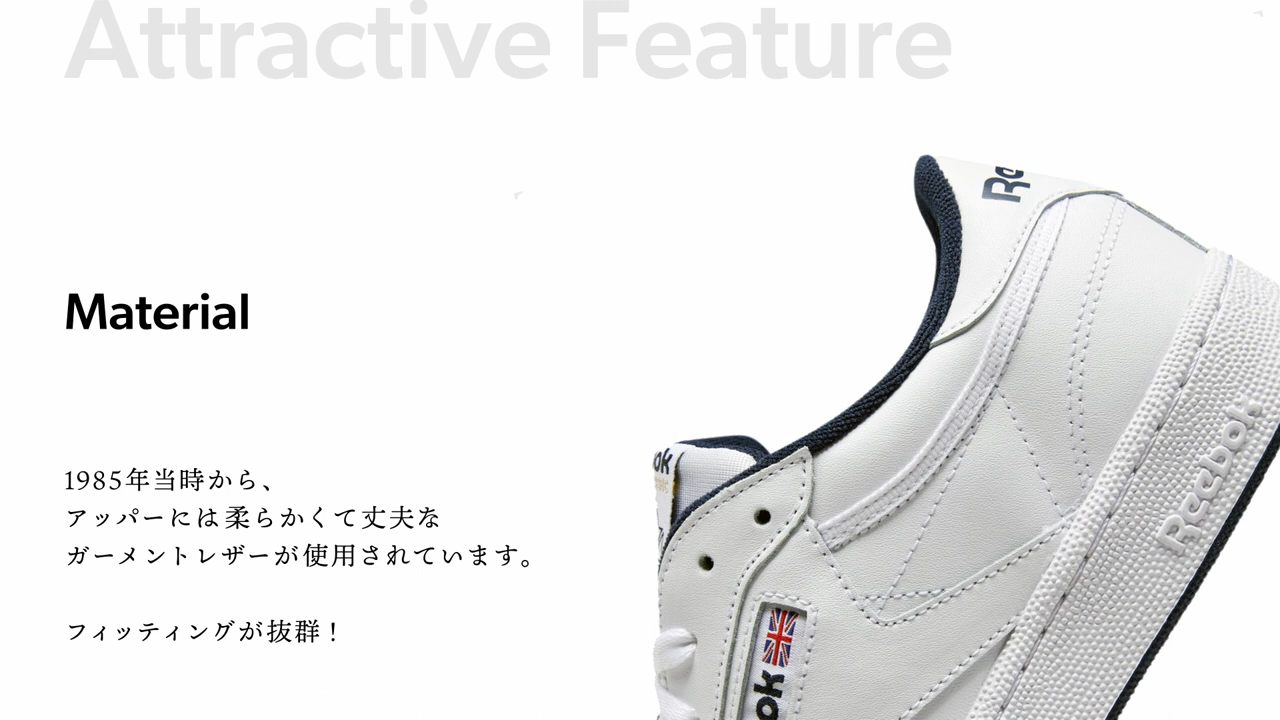 Attractive Feature
Material
1985年当時から、
アッパーには柔らかくて丈夫な
ガーメントレザーが使用されています。
フィッティングが抜群！
Reebok